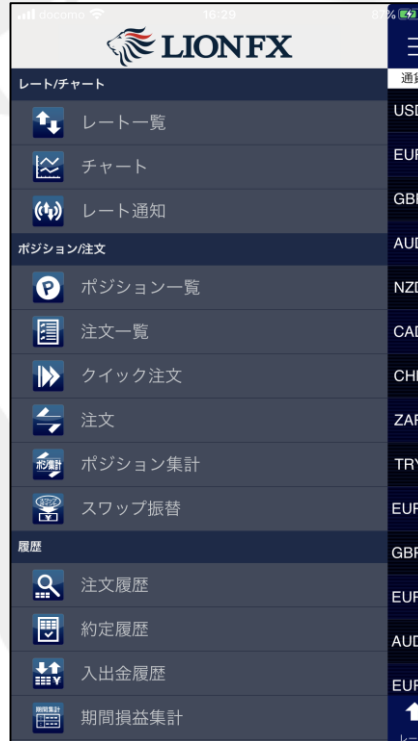 docomo 16:29 %
LIONFX
レート/チャート
レート一覧
チャート
レート通知
ポジション/注文
P
ポジション一覧
注文一覧
クイック注文
注文
ポジション集計
スワップ振替
履歴
注文履歴
約定履歴
入出金履歴
期間損益集計
通貨
USD
EUR
GBP
AUD
NZD
CAD
CHF
ZAR
TRY
EUR
GBP
EUR
AUD
EUR